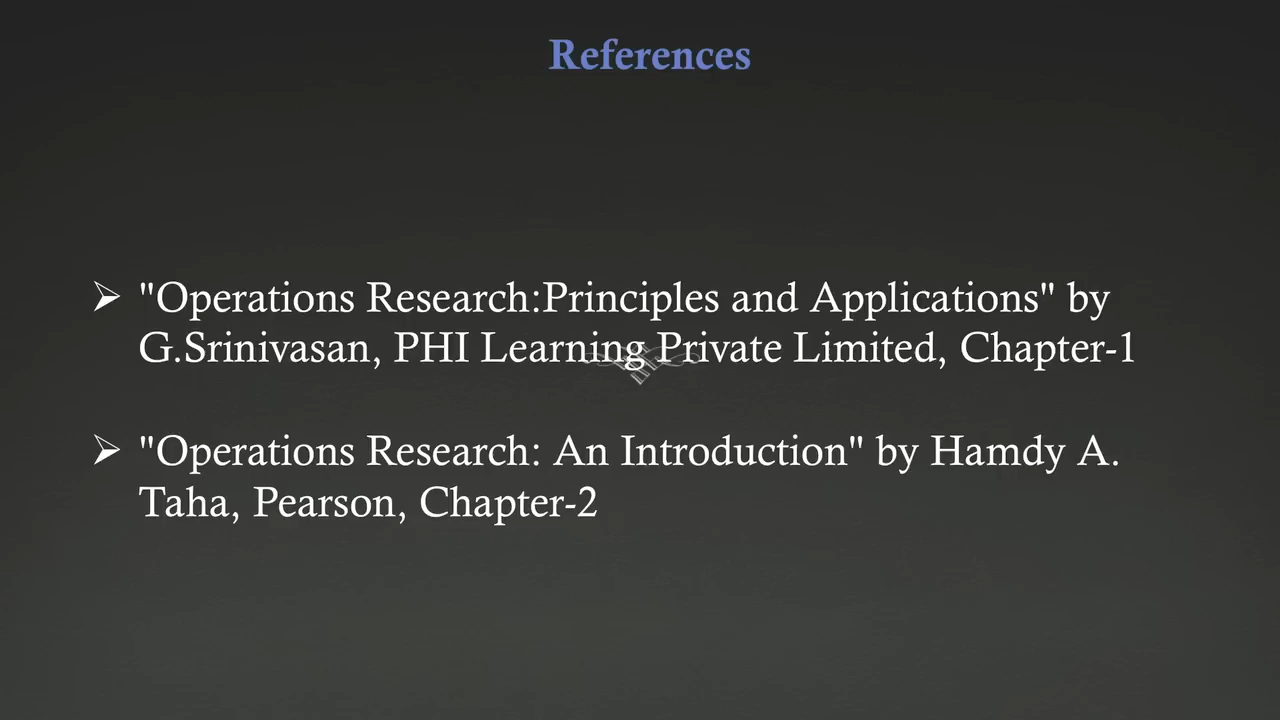 References
➢ "Operations Research:Principles and Applications" by
G.Srinivasan, PHI Learning Private Limited, Chapter-1
➢ "Operations Research: An Introduction" by Hamdy A.
Taha, Pearson, Chapter-2